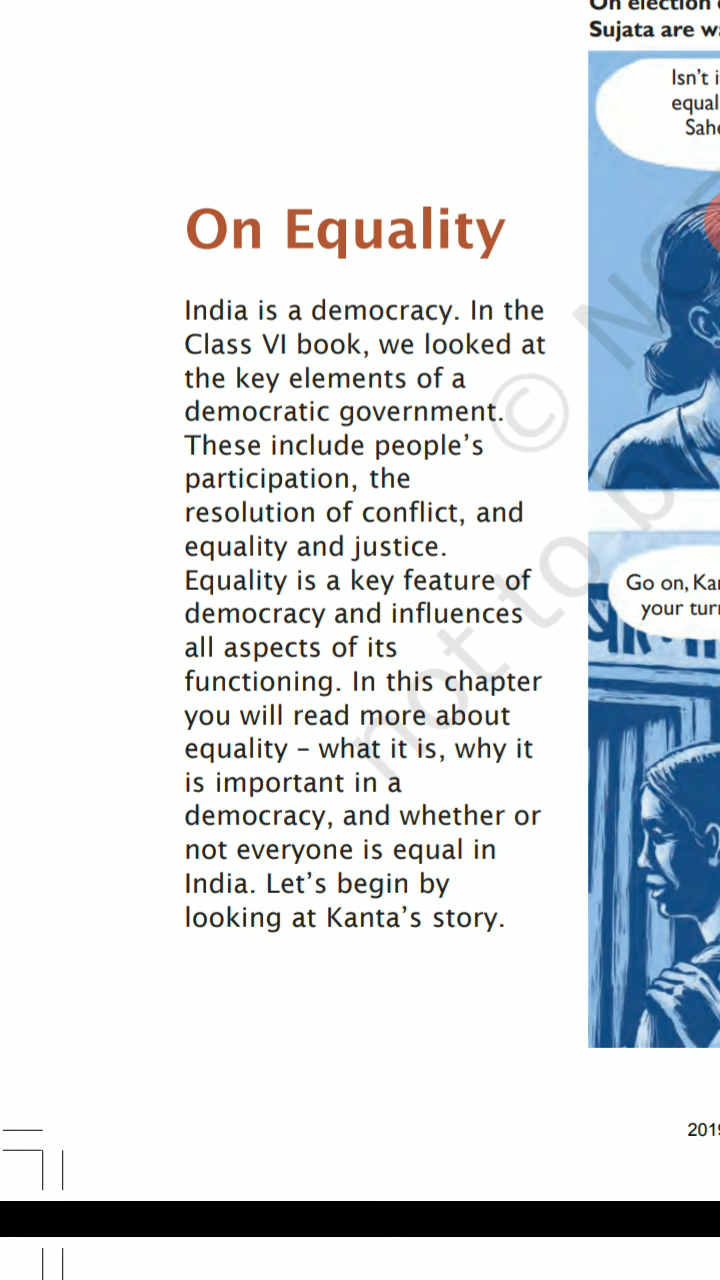 On election
Sujata are
Isn't
equal
On Equality
India is a democracy. In the
Class VI book, we looked at
the key elements of a
democratic government.
These include people's
participation, the
resolution of conflict, and
equality and justice.
Equality is a key feature of
democracy and influences
all aspects of its
functioning. In this chapter
you will read more about
equality – what it is, why it
is important in a
democracy, and whether or
not everyone is equal in
India. Let's begin by
looking at Kanta's story.
Go on,
your
©
not to